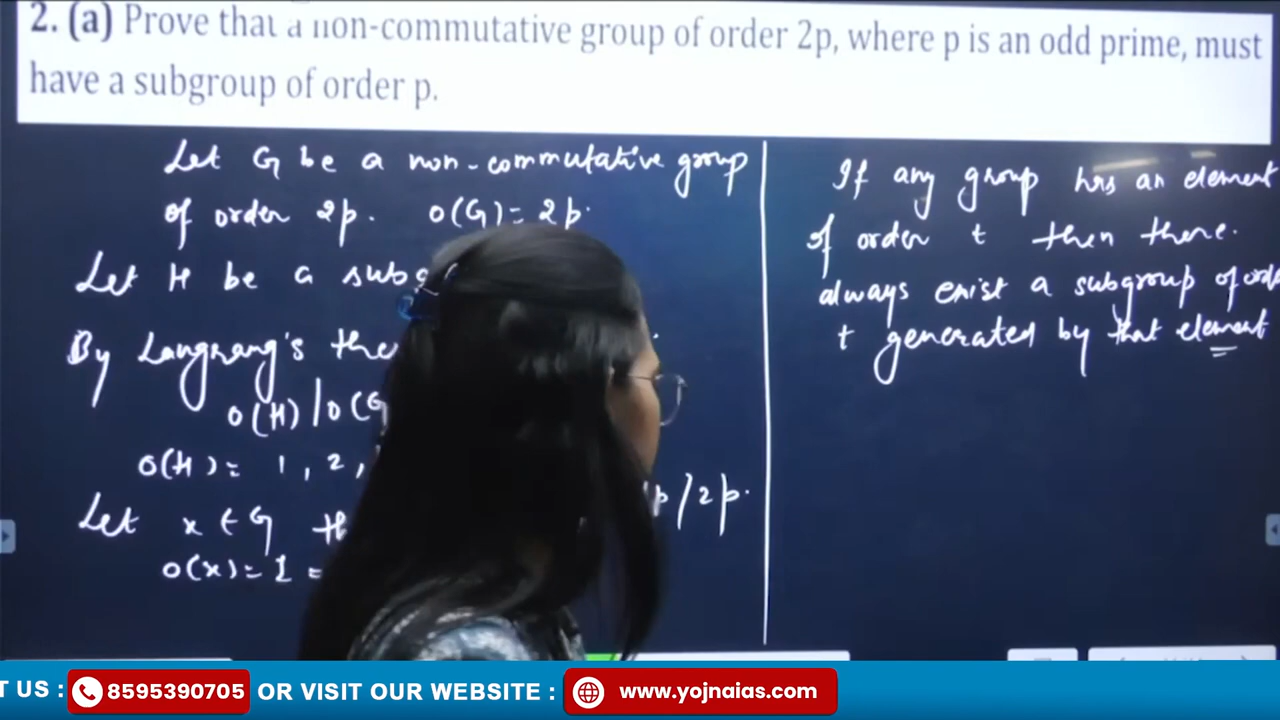 2. (a) Prove that a non-commutative group of order 2p, where p is an odd prime, must
have a subgroup of order p.
Let G be a non-commutative group
of order 2p. O(G) = 2p.
Let H be a subg
By Langrang's the
O(H) / O(G
O(H) = 1, 2,
Let x ∈ G th
p / 2p.
O(x) = 1 =
If any group has an element
of order t then there.
always exist a subgroup of ord
t generated by that element
T US : 8595390705 OR VISIT OUR WEBSITE : www.yojnaias.com